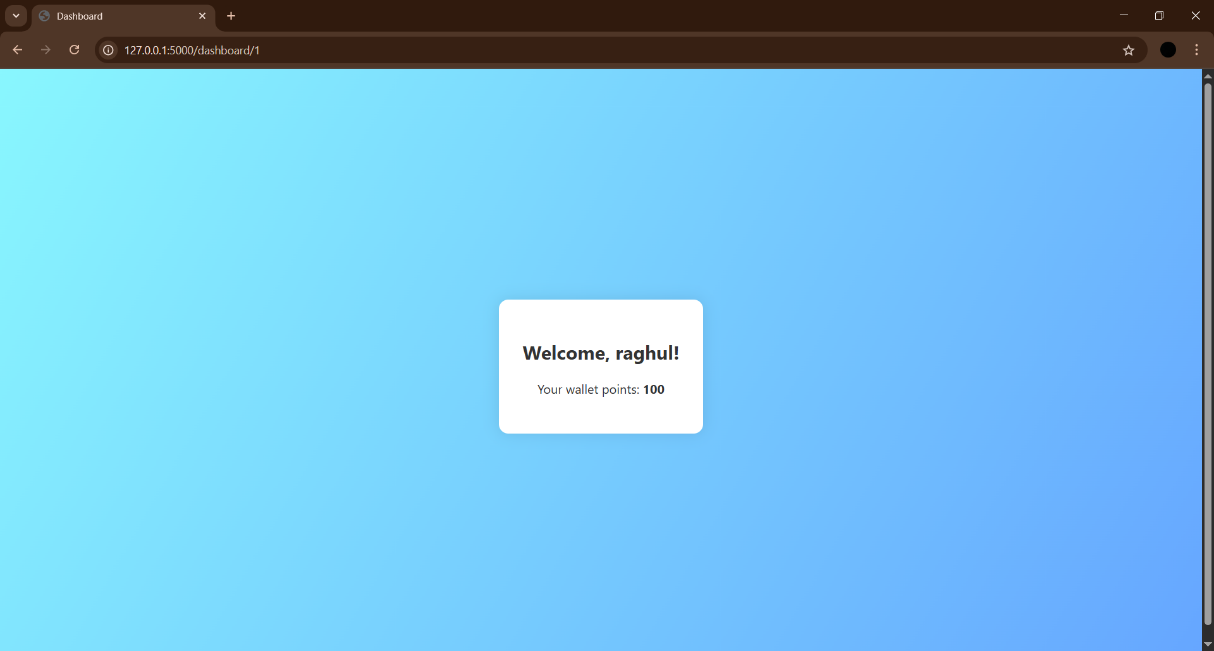 Dashboard
127.0.0.1:5000/dashboard/1
Welcome, raghul!
Your wallet points: 100